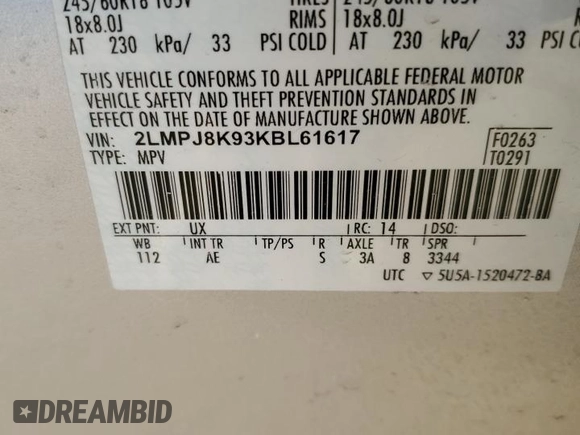 245/60R18 105V
18x8.0J RIMS 18x8.0J
AT 230 kPa/ 33 PSI COLD AT 230 kPa/ 33 PSI
THIS VEHICLE CONFORMS TO ALL APPLICABLE FEDERAL MOTOR
VEHICLE SAFETY AND THEFT PREVENTION STANDARDS IN
EFFECT ON THE DATE OF MANUFACTURE SHOWN ABOVE.
VIN: 2LMPJ8K93KBL61617 F0263
TYPE: MPV T0291
EXT PNT: UX RC: 14 DSO:
WB INT TR TP/PS R AXLE TR SPR
112 AE S 3A 8 3344
UTC ▽ 5U5A-1520472-BA
DREAMBID